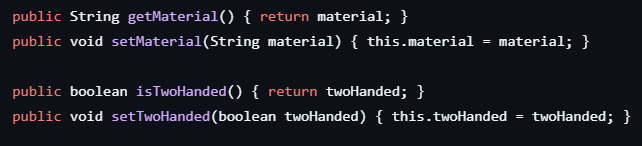 public String getMaterial() { return material; }
public void setMaterial(String material) { this.material = material; }
public boolean isTwoHanded() { return twoHanded; }
public void setTwoHanded(boolean twoHanded) { this.twoHanded = twoHanded; }